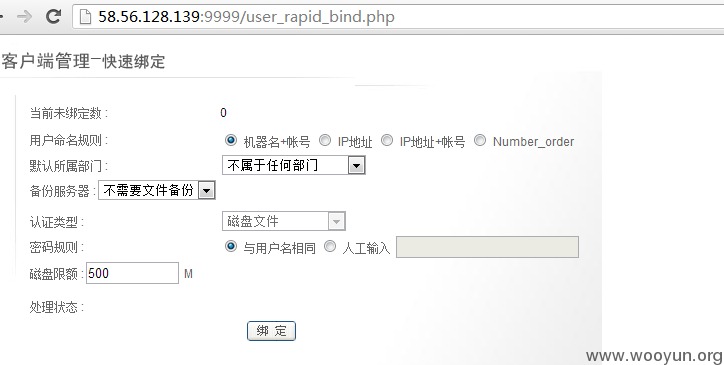 58.56.128.139:9999/user_rapid_bind.php
客户端管理—快速绑定
当前未绑定数 : 0
用户命名规则 : 机器名+帐号 IP地址 IP地址+帐号 Number_order
默认所属部门 : 不属于任何部门
备份服务器 : 不需要文件备份
认证类型 : 磁盘文件
密码规则 : 与用户名相同 人工输入
磁盘限额 : 500 M
处理状态 :
绑 定
www.wooyun.org